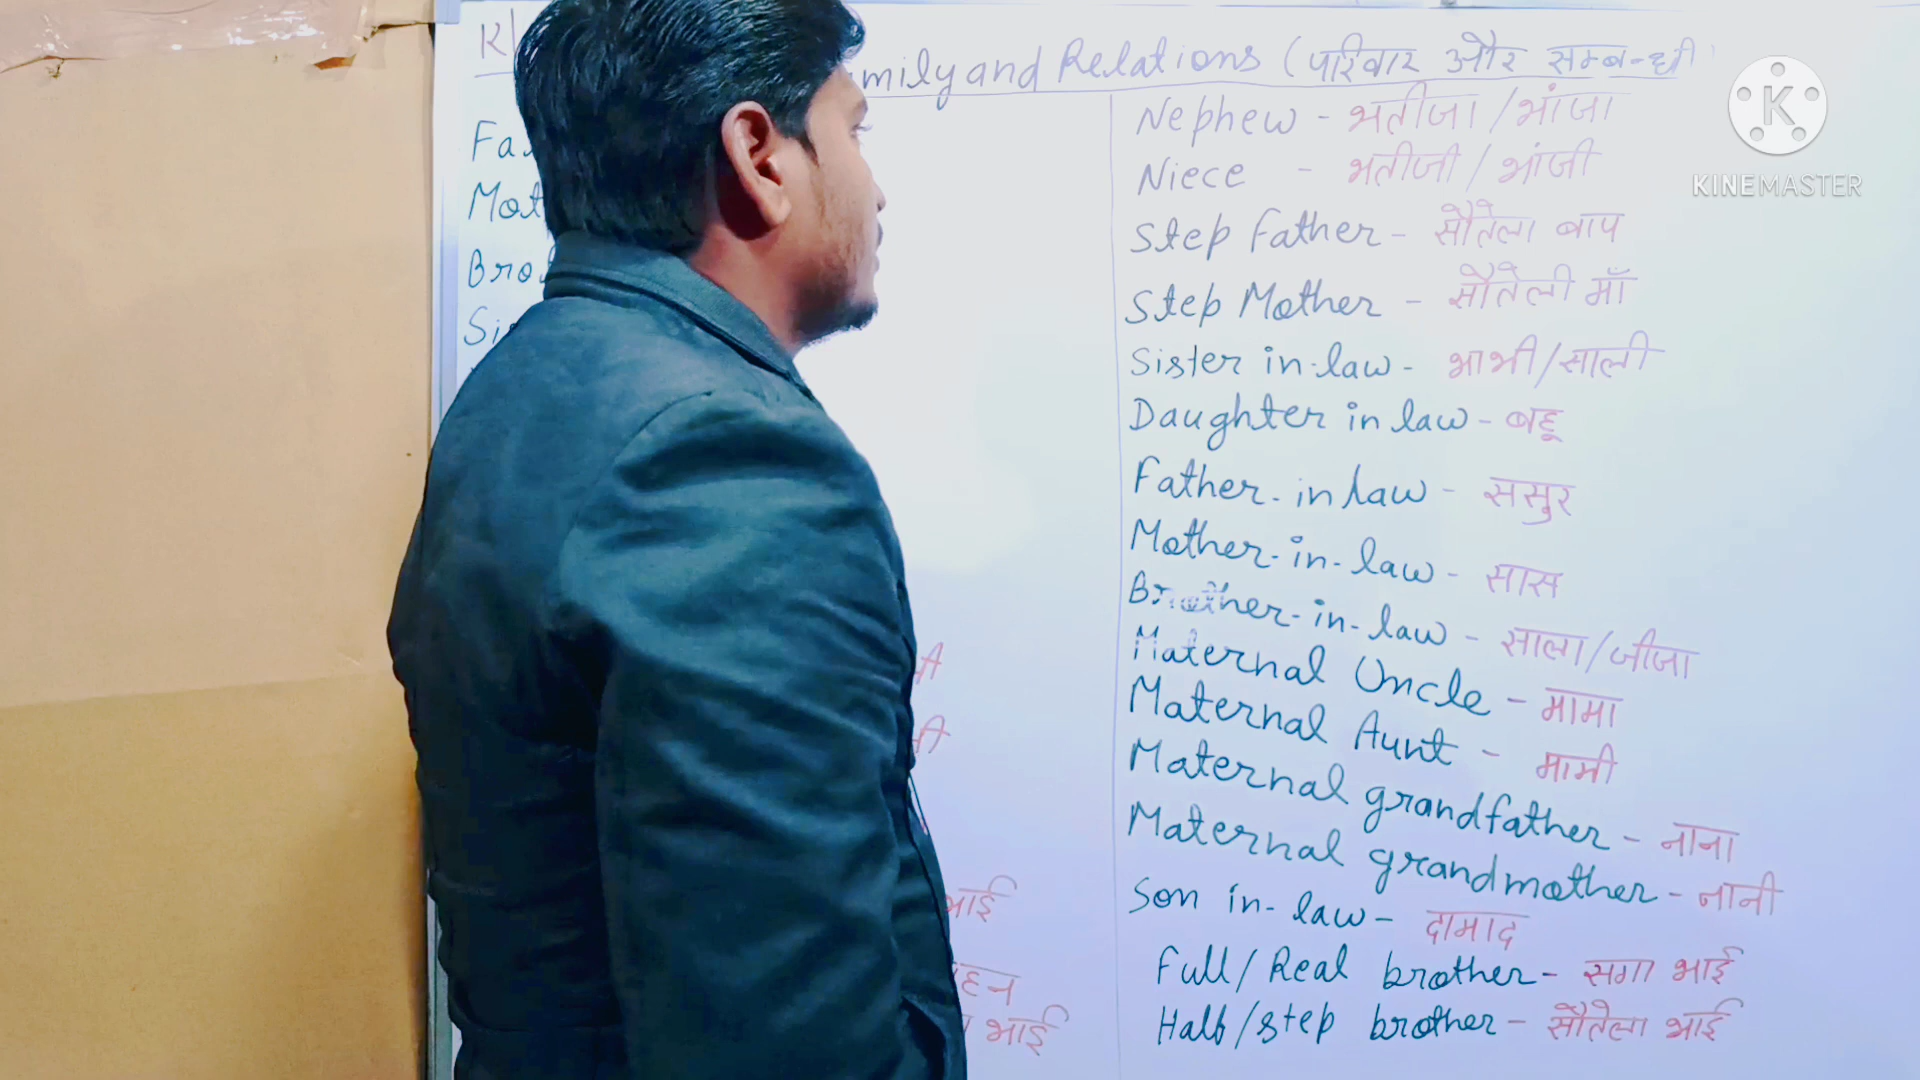 Family and Relations (परिवार और सम्बन्धी)
Nephew - भतीजा / भांजा
Niece - भतीजी / भांजी
Step Father - सौतेला बाप
Step Mother - सौतेली माँ
Sister in-law - भाभी/साली
Daughter in law - बहू
Father-in law - ससुर
Mother-in-law - सास
Brother-in-law - साला/जीजा
Maternal Uncle - मामा
Maternal Aunt - मामी
Maternal grandfather - नाना
Maternal grandmother - नानी
Son in-law - दामाद
Full/Real brother - सगा भाई
Half/step brother - सौतेला भाई
भाई
भाई
KINEMASTER